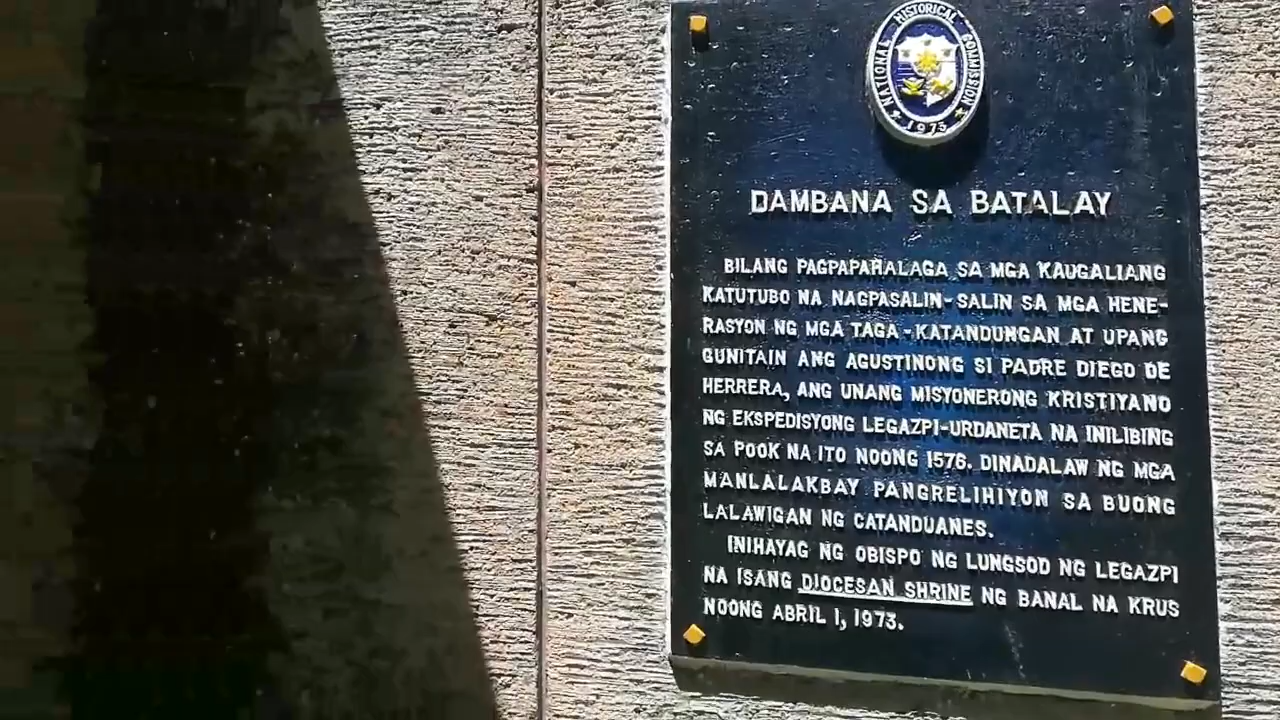 NATIONAL HISTORICAL COMMISSION
1973
DAMBANA SA BATALAY
BILANG PAGPAPAHALAGA SA MGA KAUGALIANG
KATUTUBO NA NAGPASALIN-SALIN SA MGA HENE-
RASYON NG MGA TAGA-KATANDUNGAN AT UPANG
GUNITAIN ANG AGUSTINONG SI PADRE DIEGO DE
HERRERA, ANG UNANG MISYONERONG KRISTIYANO
NG EKSPEDISYONG LEGAZPI-URDANETA NA INILIBING
SA POOK NA ITO NOONG 1576. DINADALAW NG MGA
MANLALAKBAY PANGRELIHIYON SA BUONG
LALAWIGAN NG CATANDUANES.
INIHAYAG NG OBISPO NG LUNGSOD NG LEGAZPI
NA ISANG DIOCESAN SHRINE NG BANAL NA KRUS
NOONG ABRIL 1, 1973.